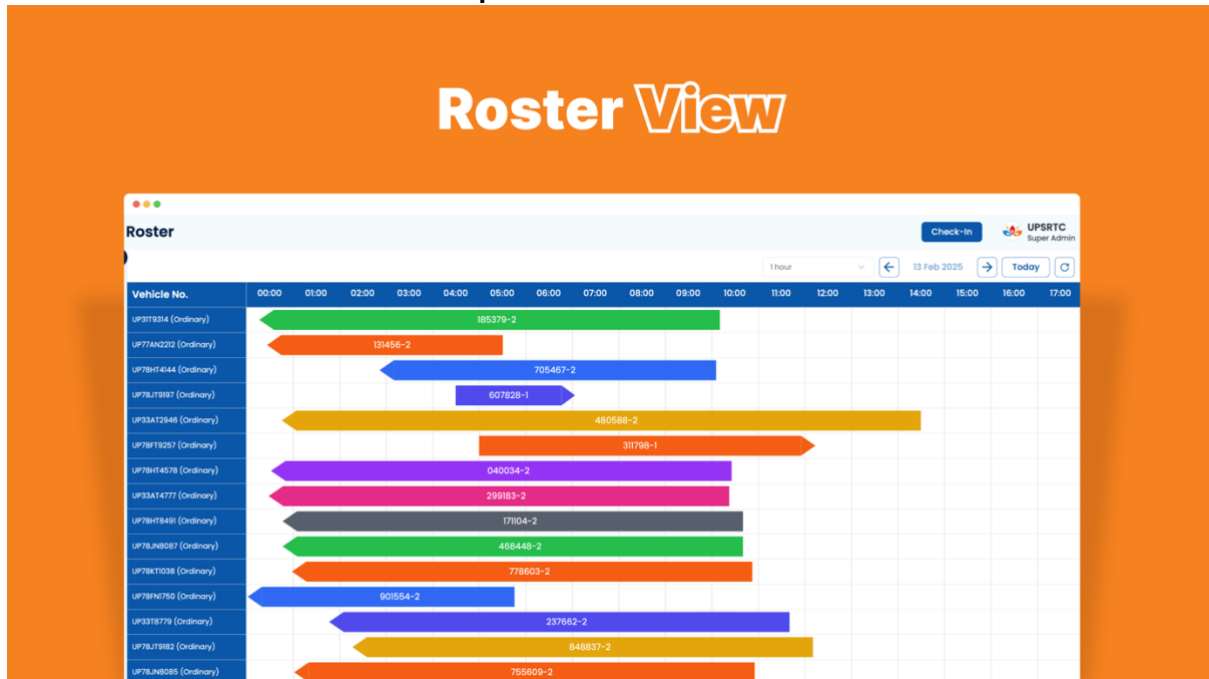 Roster View
Roster
Check-In
UPSRTC
Super Admin
1 hour
13 Feb 2025
Today
Vehicle No. 00:00 01:00 02:00 03:00 04:00 05:00 06:00 07:00 08:00 09:00 10:00 11:00 12:00 13:00 14:00 15:00 16:00 17:00
UP31T9314 (Ordinary) 185379-2
UP77AN2212 (Ordinary) 131456-2
UP78HT4144 (Ordinary) 705467-2
UP78JT9197 (Ordinary) 607828-1
UP33AT2946 (Ordinary) 480588-2
UP78FT9257 (Ordinary) 311798-1
UP78HT4578 (Ordinary) 040034-2
UP33AT4777 (Ordinary) 299183-2
UP78HT8491 (Ordinary) 171104-2
UP78JN8087 (Ordinary) 468448-2
UP78KT1038 (Ordinary) 778603-2
UP78FN1750 (Ordinary) 901554-2
UP33T8779 (Ordinary) 237662-2
UP78JT9182 (Ordinary) 848837-2
UP78JN8085 (Ordinary) 755609-2